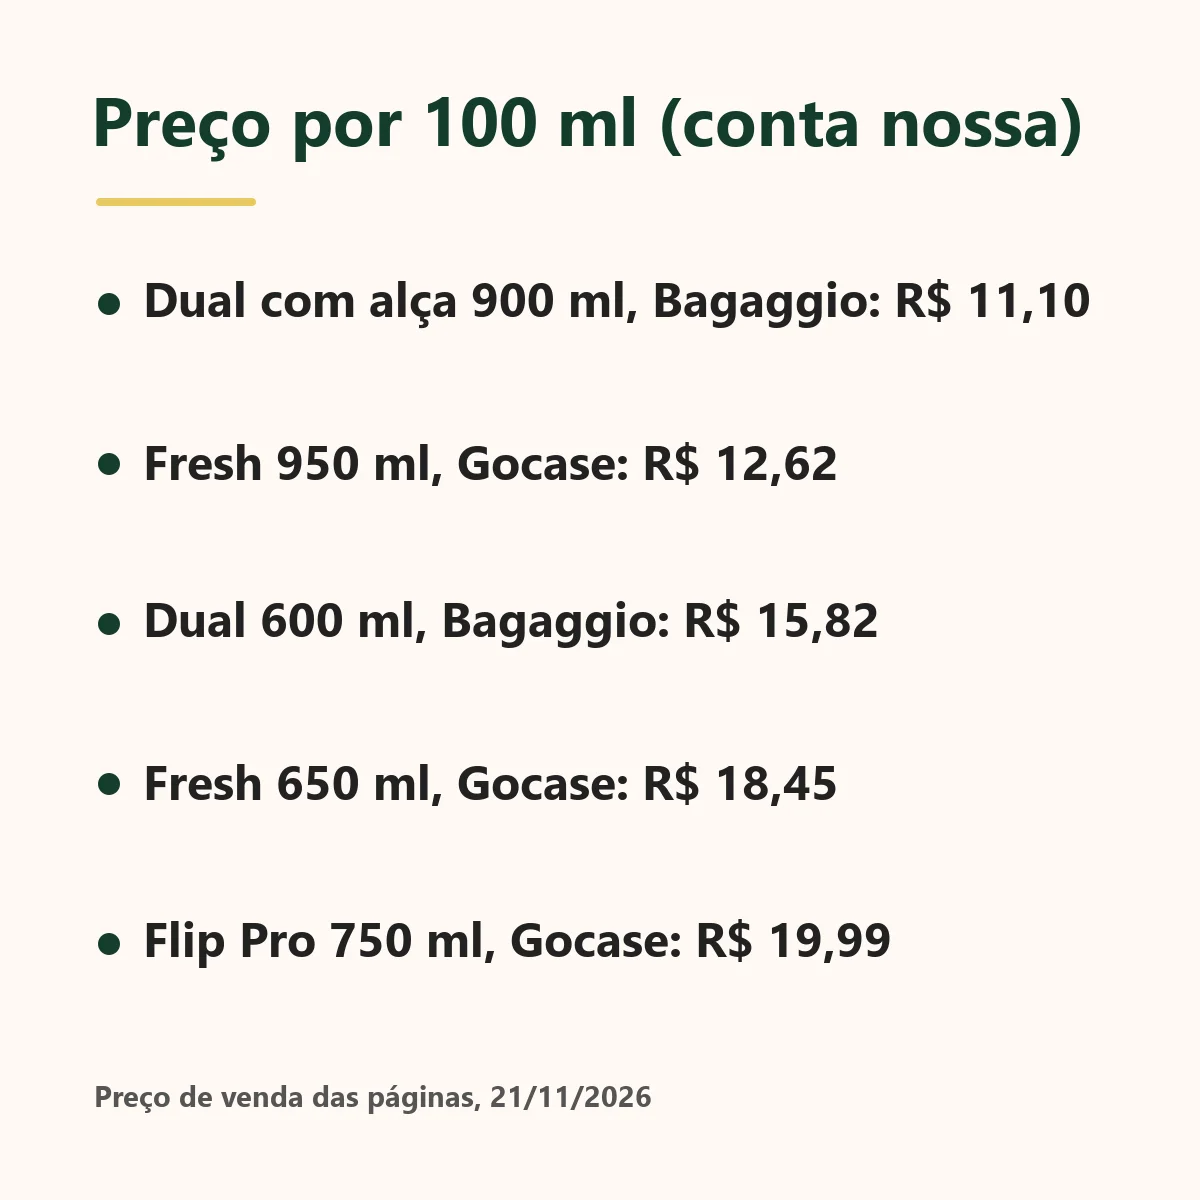 Preço por 100 ml (conta nossa)
Dual com alça 900 ml, Bagaggio: R$ 11,10
Fresh 950 ml, Gocase: R$ 12,62
Dual 600 ml, Bagaggio: R$ 15,82
Fresh 650 ml, Gocase: R$ 18,45
Flip Pro 750 ml, Gocase: R$ 19,99
Preço de venda das páginas, 21/11/2026